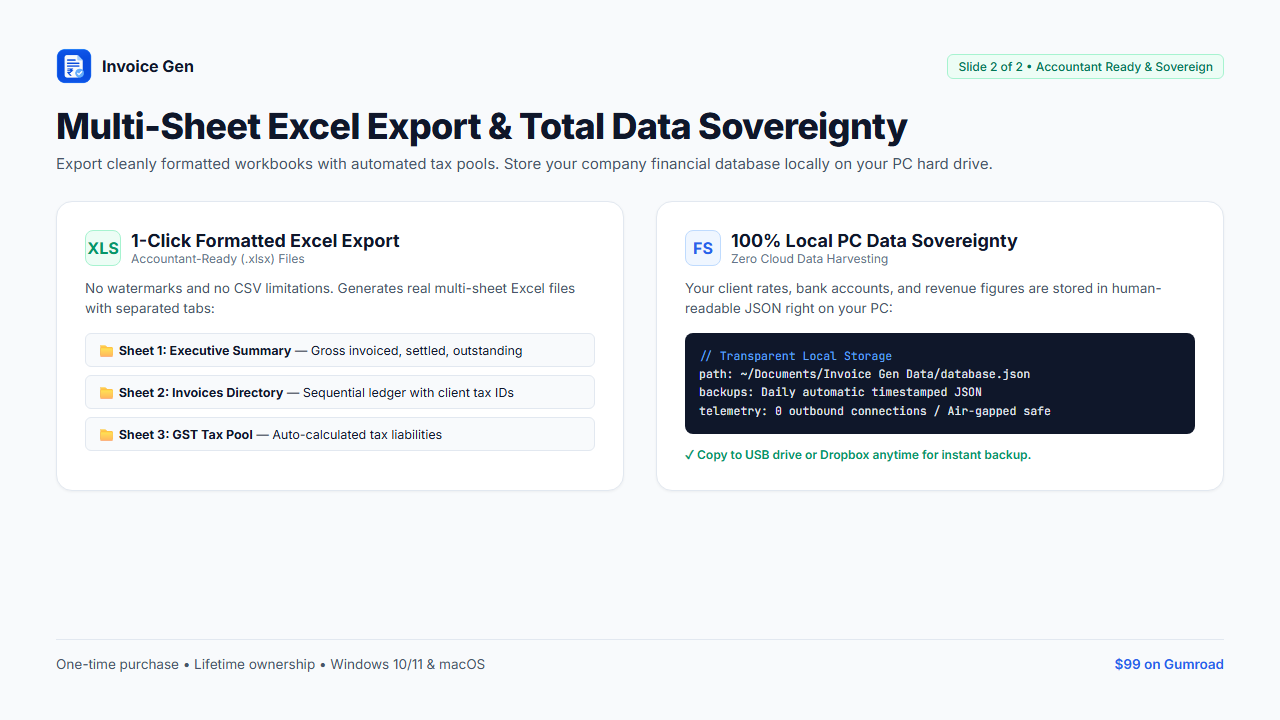 Invoice Gen
Slide 2 of 2 • Accountant Ready & Sovereign
Multi-Sheet Excel Export & Total Data Sovereignty
Export cleanly formatted workbooks with automated tax pools. Store your company financial database locally on your PC hard drive.
XLS
1-Click Formatted Excel Export
Accountant-Ready (.xlsx) Files
No watermarks and no CSV limitations. Generates real multi-sheet Excel files
with separated tabs:
Sheet 1: Executive Summary — Gross invoiced, settled, outstanding
Sheet 2: Invoices Directory — Sequential ledger with client tax IDs
Sheet 3: GST Tax Pool — Auto-calculated tax liabilities
FS
100% Local PC Data Sovereignty
Zero Cloud Data Harvesting
Your client rates, bank accounts, and revenue figures are stored in human-
readable JSON right on your PC:
// Transparent Local Storage
path: ~/Documents/Invoice Gen Data/database.json
backups: Daily automatic timestamped JSON
telemetry: 0 outbound connections / Air-gapped safe
✓ Copy to USB drive or Dropbox anytime for instant backup.
One-time purchase • Lifetime ownership • Windows 10/11 & macOS
$99 on Gumroad